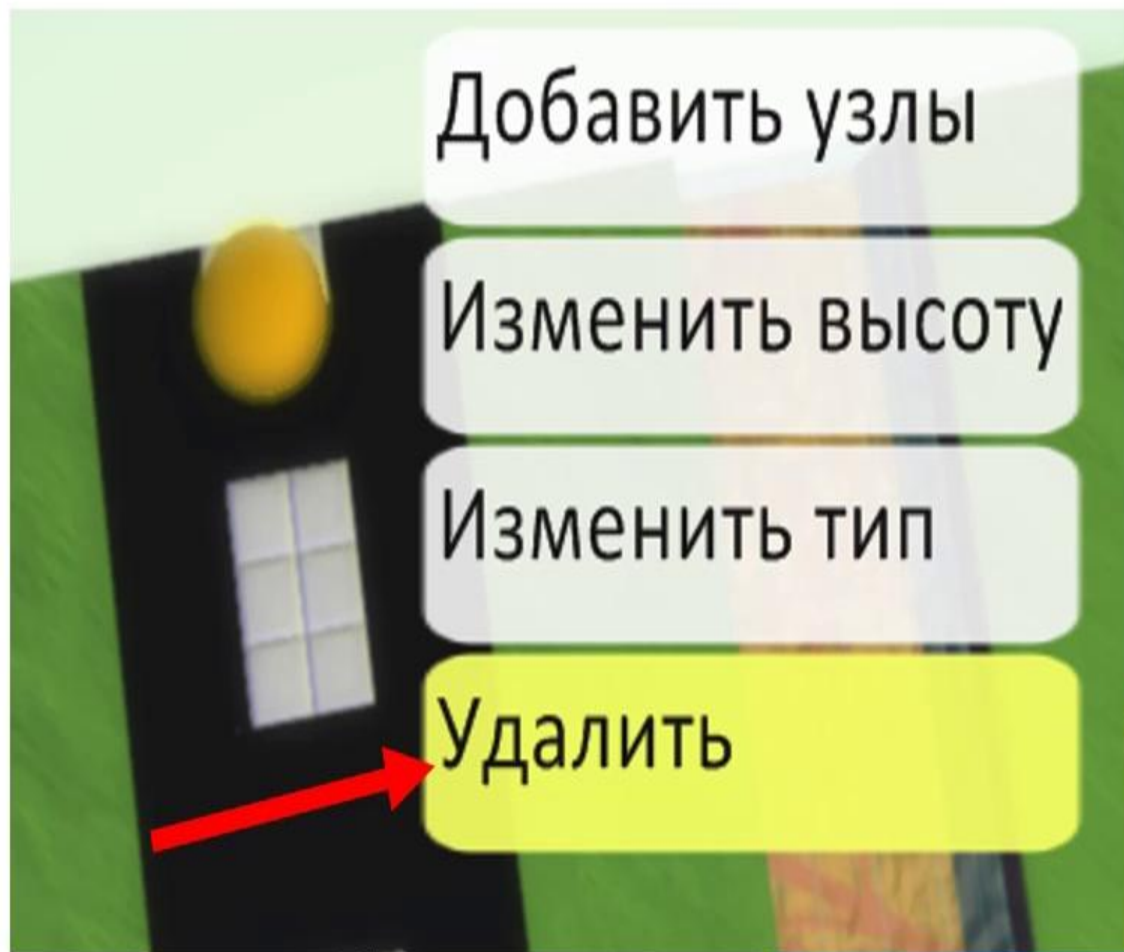 Добавить узлы
Изменить высоту
Изменить тип
Удалить